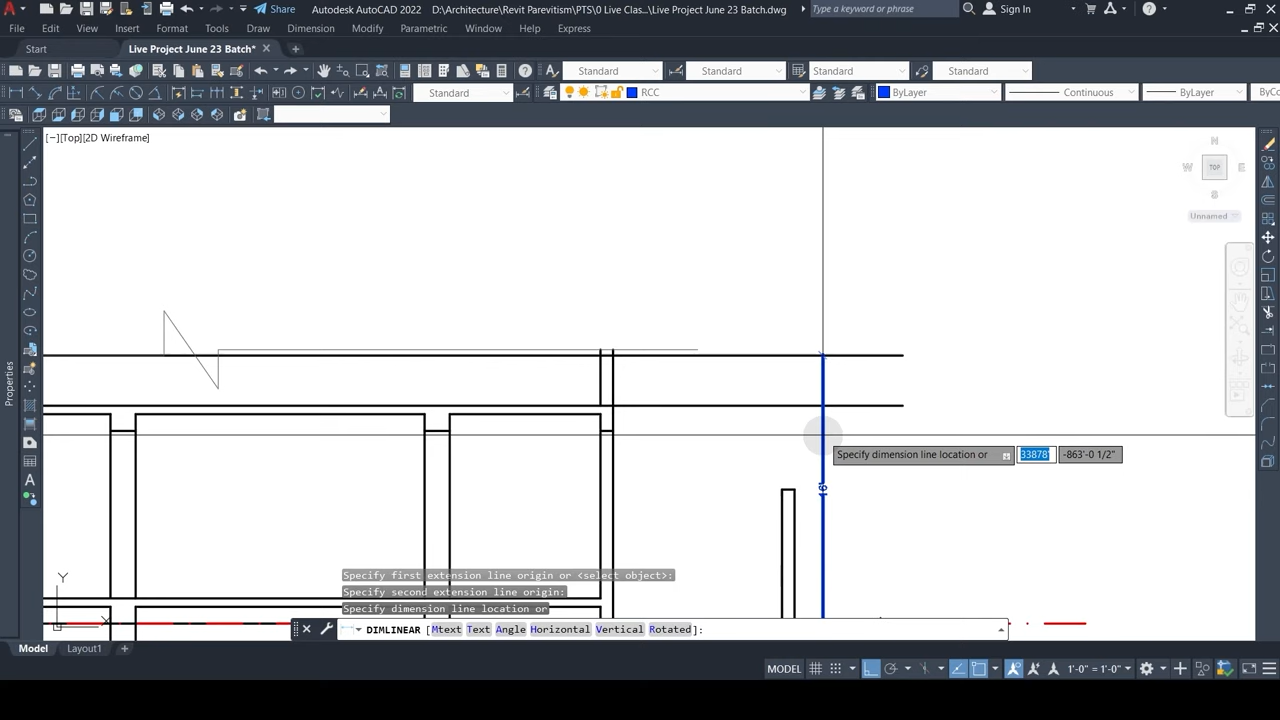 Share Autodesk AutoCAD 2022 D:\Architecture\Revit Parevitism\PTS\0 Live Clas...\Live Project June 23 Batch.dwg Type a keyword or phrase Sign In
File Edit View Insert Format Tools Draw Dimension Modify Parametric Window Help Express
Start Live Project June 23 Batch*
Standard Standard Standard Standard
Standard RCC ByLayer Continuous ByLayer ByCo
[−][Top][2D Wireframe]
N
W TOP E
S
Unnamed
Properties
Specify dimension line location or 33878' -863'-0 1/2"
16'
Y
X
Specify first extension line origin or <select object>:
Specify second extension line origin:
Specify dimension line location or
DIMLINEAR [Mtext Text Angle Horizontal Vertical Rotated]:
Model Layout1
MODEL 1'-0" = 1'-0"